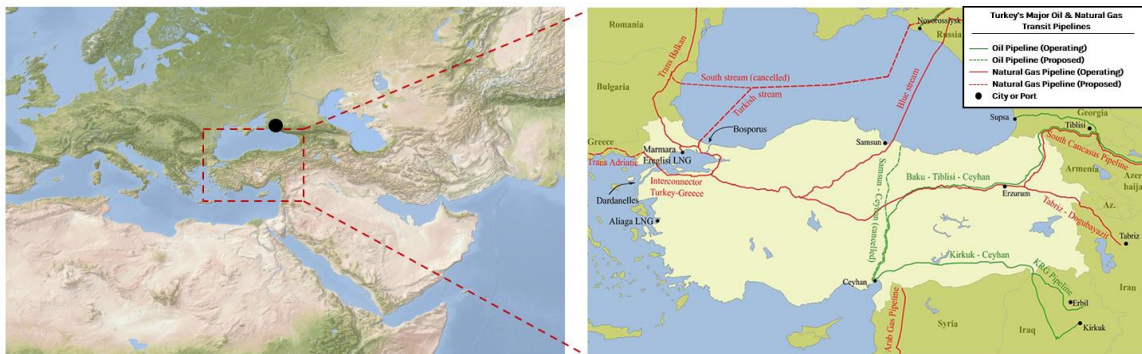 Turkey's Major Oil & Natural Gas
Transit Pipelines
Oil Pipeline (Operating)
Oil Pipeline (Proposed)
Natural Gas Pipeline (Operating)
Natural Gas Pipeline (Proposed)
City or Port
Romania
Novorossiysk
Russia
Trans Balkan
South stream (cancelled)
Turkish stream
Blue stream
Bulgaria
Georgia
Supsa
Tiblisi
Bosporus
South Caucasus Pipeline
Greece
Marmara
Ereglisi LNG
Samsun
Armenia
Trans Adriatic
Azer
baijan
Interconnector
Turkey-Greece
Samsun - Ceyhan (cancelled)
Baku - Tiblisi - Ceyhan
Erzurum
Az.
Dardanelles
Tabriz - Dogubayazit
Aliaga LNG
Tabriz
Kirkuk - Ceyhan
Ceyhan
KRG Pipeline
Erbil
Arab Gas Pipeline
Syria
Iraq
Kirkuk